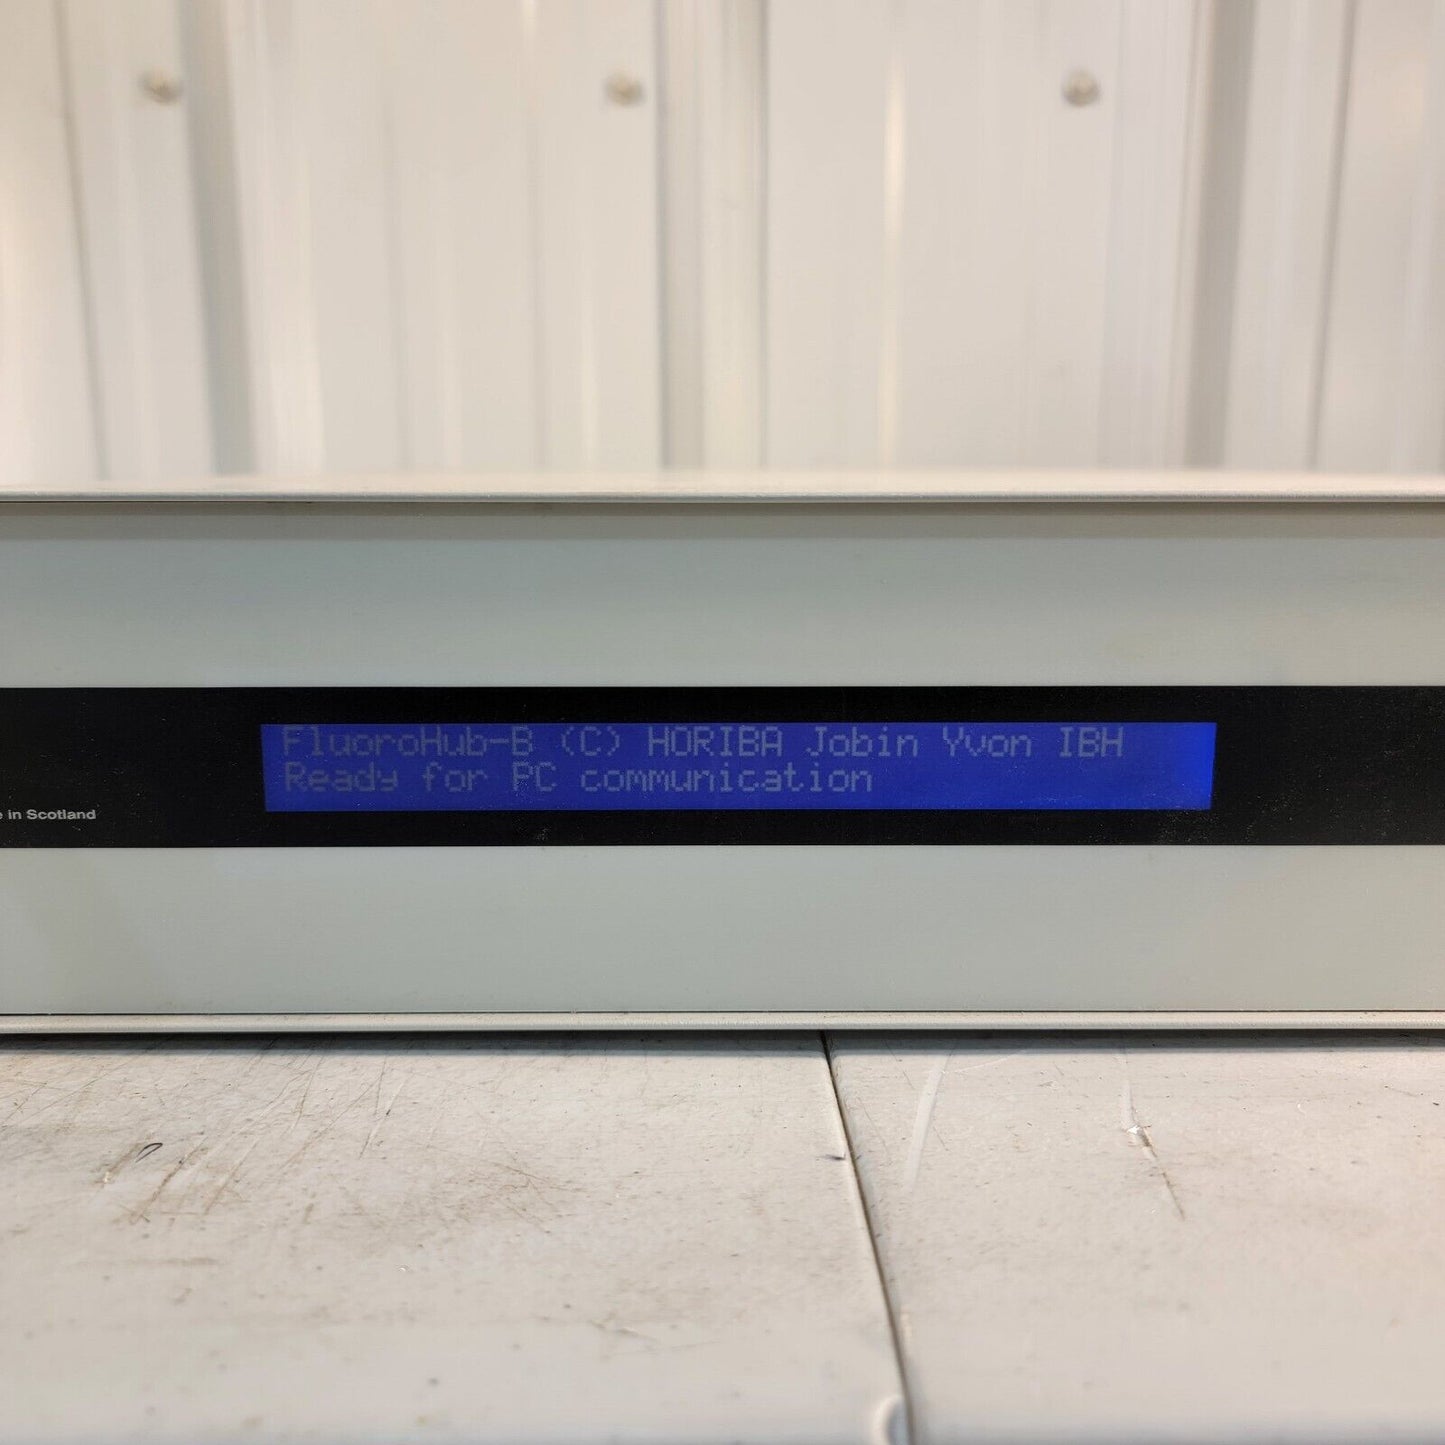 FluoroHub-B (C) HORIBA Jobin Yvon IBH
Ready for PC communication
in Scotland